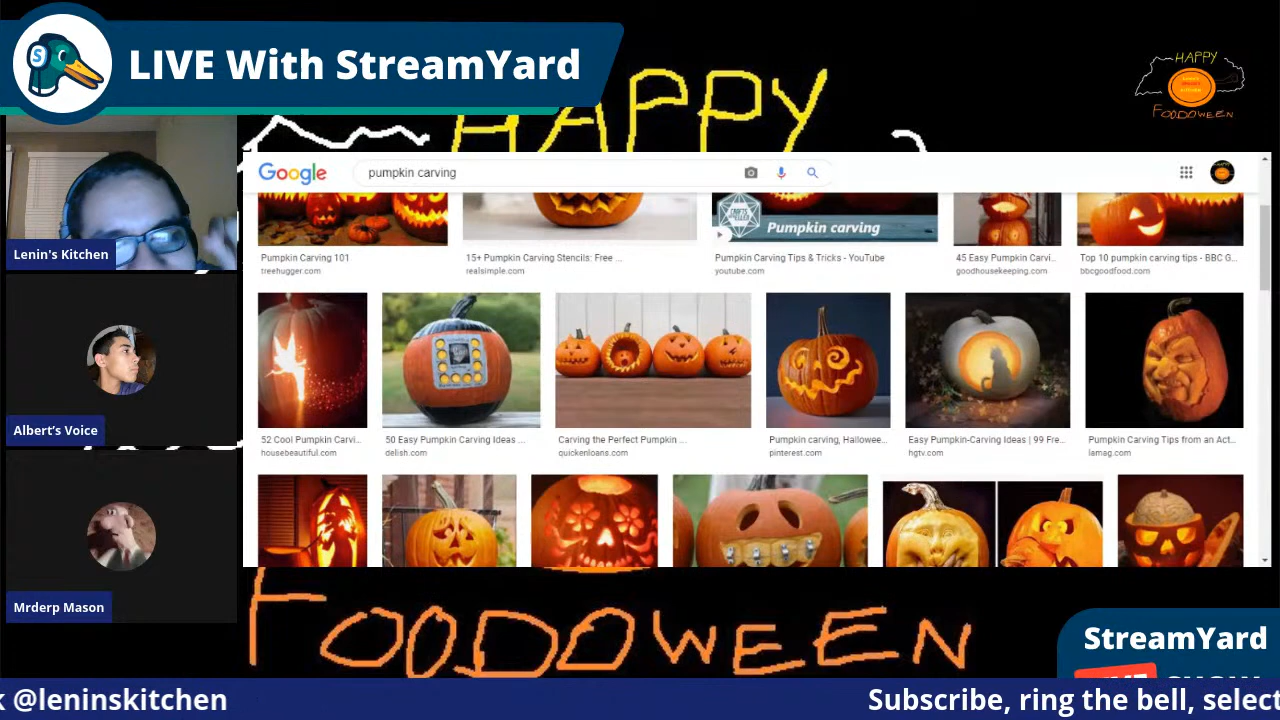 S
LIVE With StreamYard
HAPPY
HAPPY
KITCHEN
FOODOWEEN
Google
pumpkin carving
CRAFTS
Pumpkin carving
Pumpkin Carving 101
treehugger.com
15+ Pumpkin Carving Stencils: Free ...
realsimple.com
Pumpkin Carving Tips & Tricks - YouTube
youtube.com
45 Easy Pumpkin Carvi...
goodhousekeeping.com
Top 10 pumpkin carving tips - BBC G...
bbcgoodfood.com
Lenin's Kitchen
Albert’s Voice
52 Cool Pumpkin Carvi...
housebeautiful.com
50 Easy Pumpkin Carving Ideas ...
delish.com
Carving the Perfect Pumpkin ...
quickenloans.com
Pumpkin carving, Hallowee...
pinterest.com
Easy Pumpkin-Carving Ideas | 99 Fre...
hgtv.com
Pumpkin Carving Tips from an Act...
lamag.com
Mrderp Mason
FOODOWEEN
StreamYard
k @leninskitchen
Subscribe, ring the bell, select